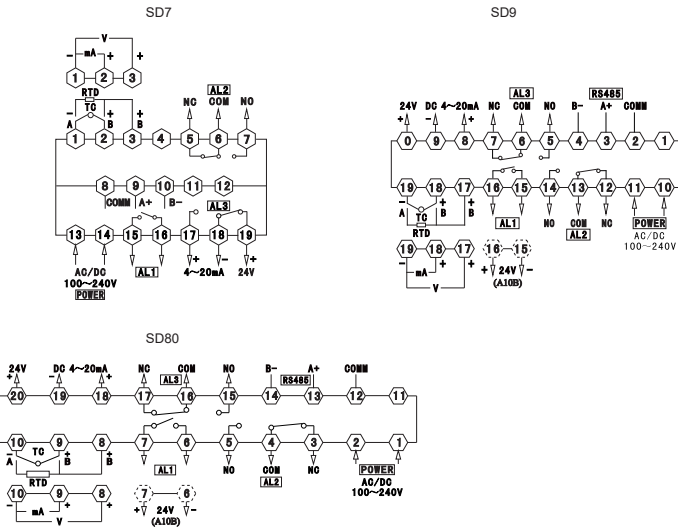 SD7
V
− mA +
− +
1 2 3
RTD
TC
− + +
A B B
AL2
NC COM NO
1 2 3 4 5 6 7
8 9 10 11 12
COMM A+ B−
AL3
13 14 15 16 17 18 19
+ − +
AC/DC
100～240V
POWER
AL1
4～20mA 24V
SD9
AL3 RS485
24V DC 4～20mA NC COM NO B− A+ COMM
+ − +
0 9 8 7 6 5 4 3 2 1
19 18 17 16 15 14 13 12 11 10
− + +
A B B
TC
RTD
AL1
NO COM NC
AL2
POWER
AC/DC
100～240V
19 18 17 16 15
− mA + +
V
+ 24V −
(A10B)
SD80
24V DC 4～20mA NC COM NO B− A+ COMM
+ − +
AL3 RS485
20 19 18 17 16 15 14 13 12 11
10 9 8 7 6 5 4 3 2 1
− + +
A B B
TC
RTD
AL1
NO COM NC
AL2
POWER
AC/DC
100～240V
10 9 8 7 6
− mA + +
V
+ 24V −
(A10B)